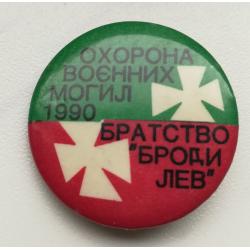 ОХОРОНА
ВОЄННИХ
МОГИЛ
1990
БРАТСТВО
"БРОДИ
ЛЕВ"